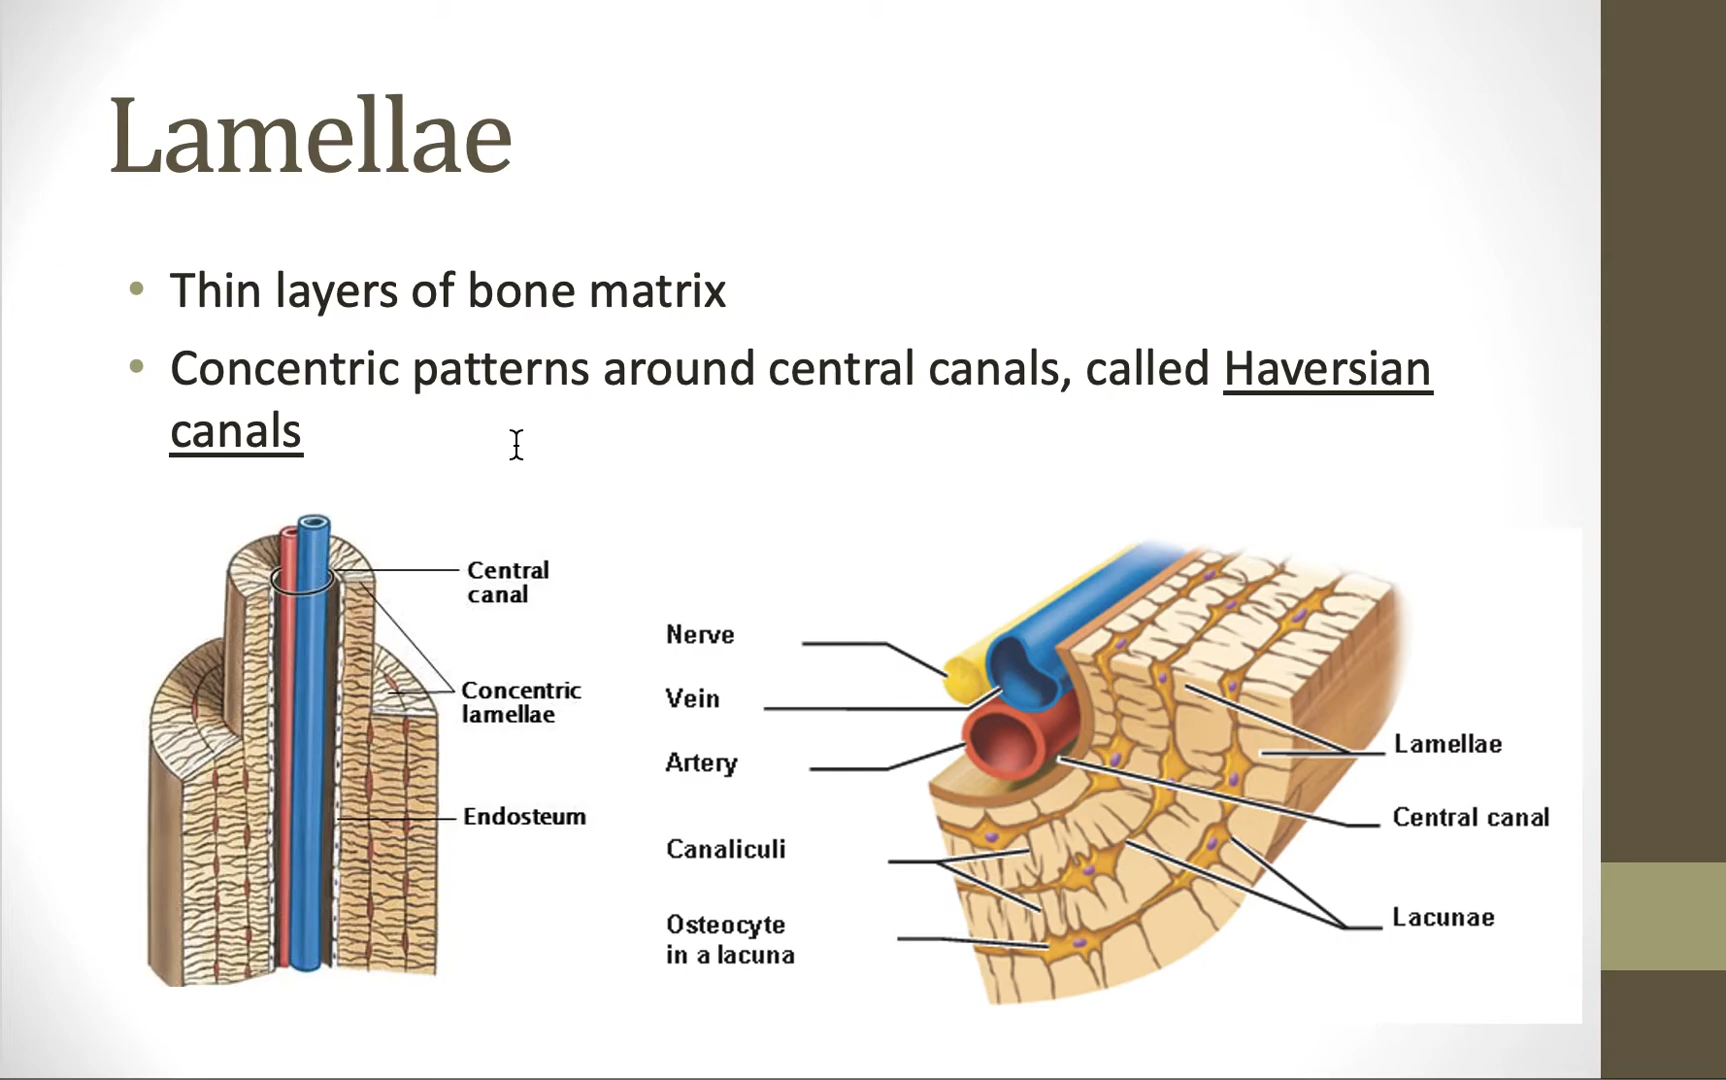 Lamellae
• Thin layers of bone matrix
• Concentric patterns around central canals, called Haversian
canals
Central
canal
Concentric
lamellae
Endosteum
Nerve
Vein
Artery
Canaliculi
Osteocyte
in a lacuna
Lamellae
Central canal
Lacunae